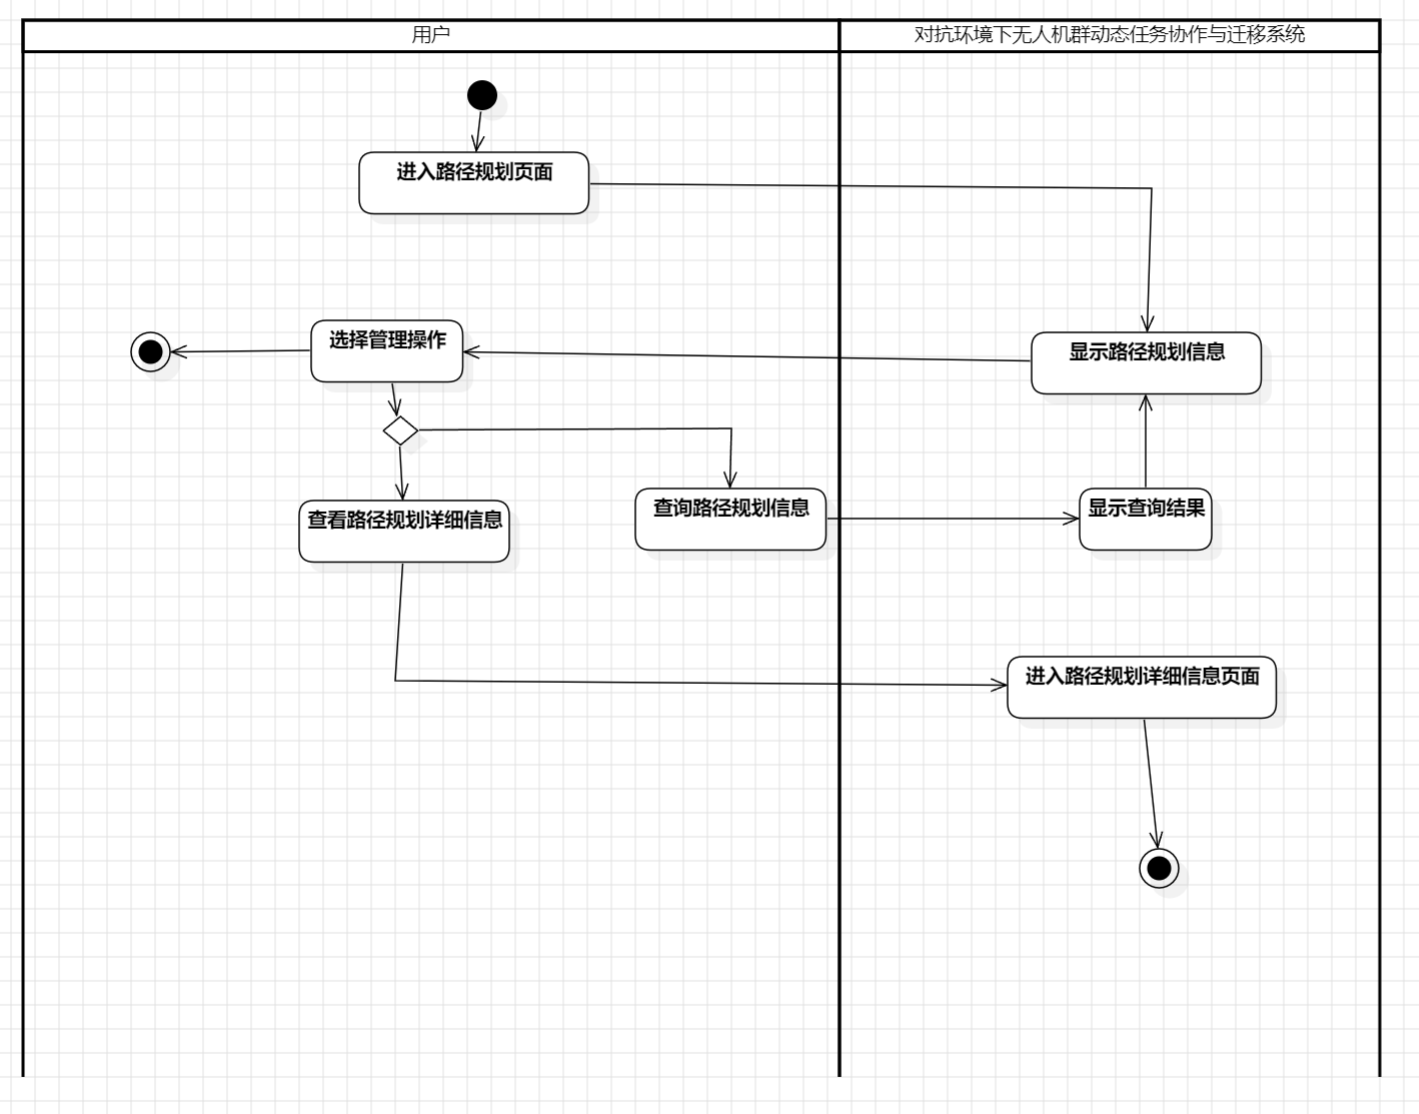 用户
对抗环境下无人机群动态任务协作与迁移系统
进入路径规划页面
选择管理操作
显示路径规划信息
查看路径规划详细信息
查询路径规划信息
显示查询结果
进入路径规划详细信息页面